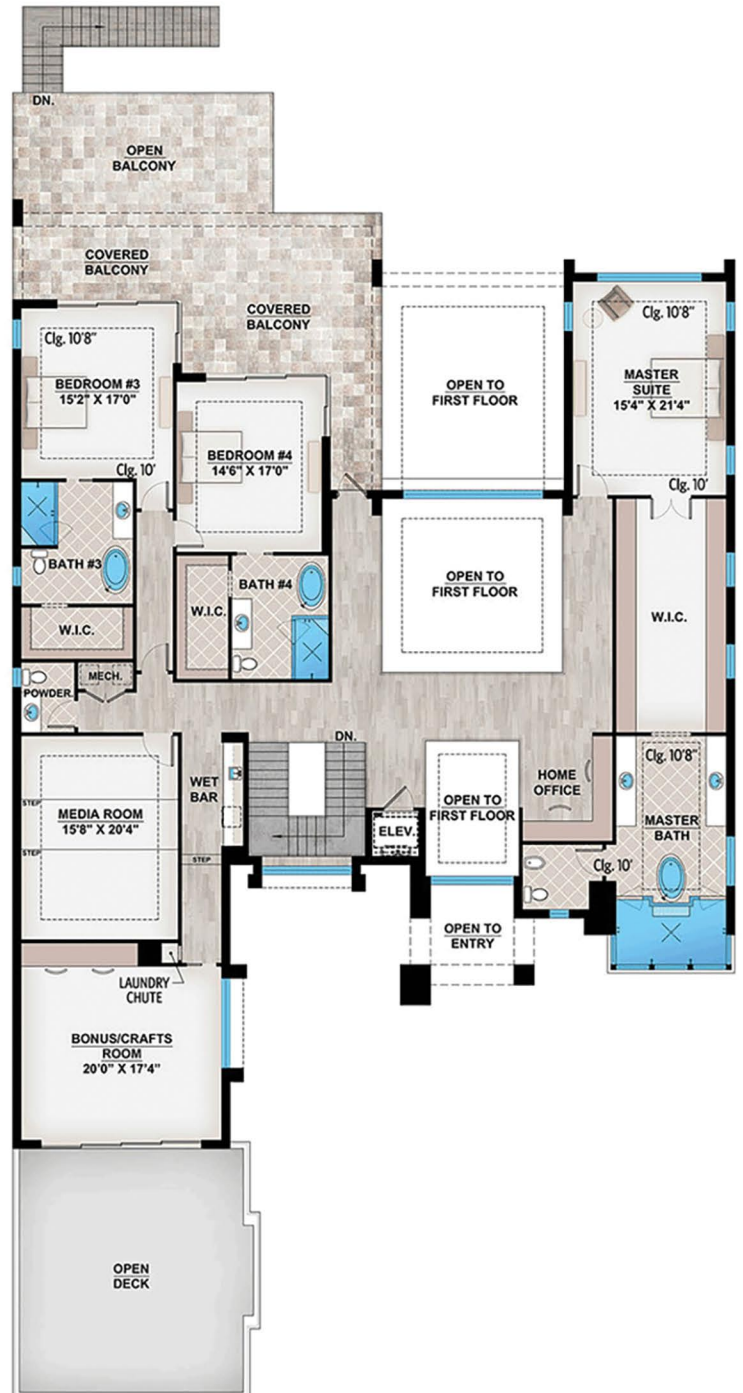 DN.
OPEN
BALCONY
COVERED
BALCONY
COVERED
BALCONY
Clg. 10'8"
BEDROOM #3
15'2" X 17'0"
Clg. 10'
BEDROOM #4
14'6" X 17'0"
OPEN TO
FIRST FLOOR
Clg. 10'8"
MASTER
SUITE
15'4" X 21'4"
Clg. 10'
BATH #3
W.I.C.
BATH #4
W.I.C.
OPEN TO
FIRST FLOOR
W.I.C.
POWDER.
MECH.
DN.
WET
BAR
STEP
MEDIA ROOM
15'8" X 20'4"
STEP
STEP
ELEV.
OPEN TO
FIRST FLOOR
HOME
OFFICE
Clg. 10'8"
MASTER
BATH
Clg. 10'
OPEN TO
ENTRY
LAUNDRY
CHUTE
BONUS/CRAFTS
ROOM
20'0" X 17'4"
OPEN
DECK